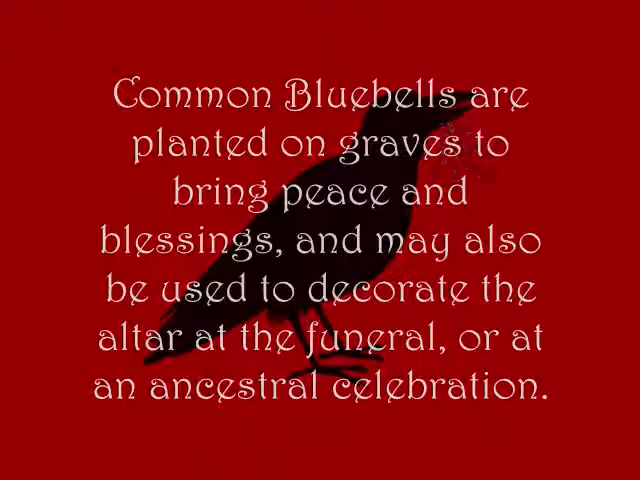 Common Bluebells are
planted on graves to
bring peace and
blessings, and may also
be used to decorate the
altar at the funeral, or at
an ancestral celebration.